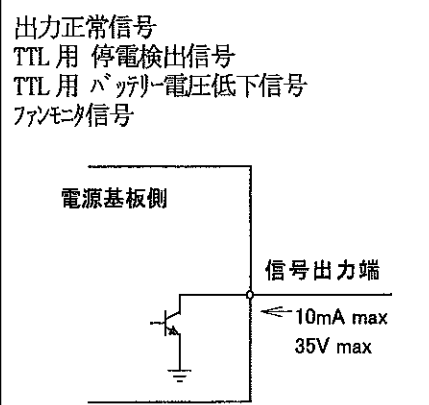 出力正常信号
TTL用 停電検出信号
TTL用 バッテリー電圧低下信号
ファンモニタ信号
電源基板側
信号出力端
10mA max
35V max